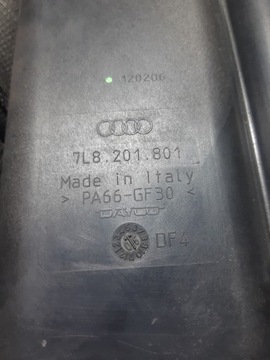 120206
7L8.201.801
Made in Italy
> PA66-GF30 <
DAYCO
DF4